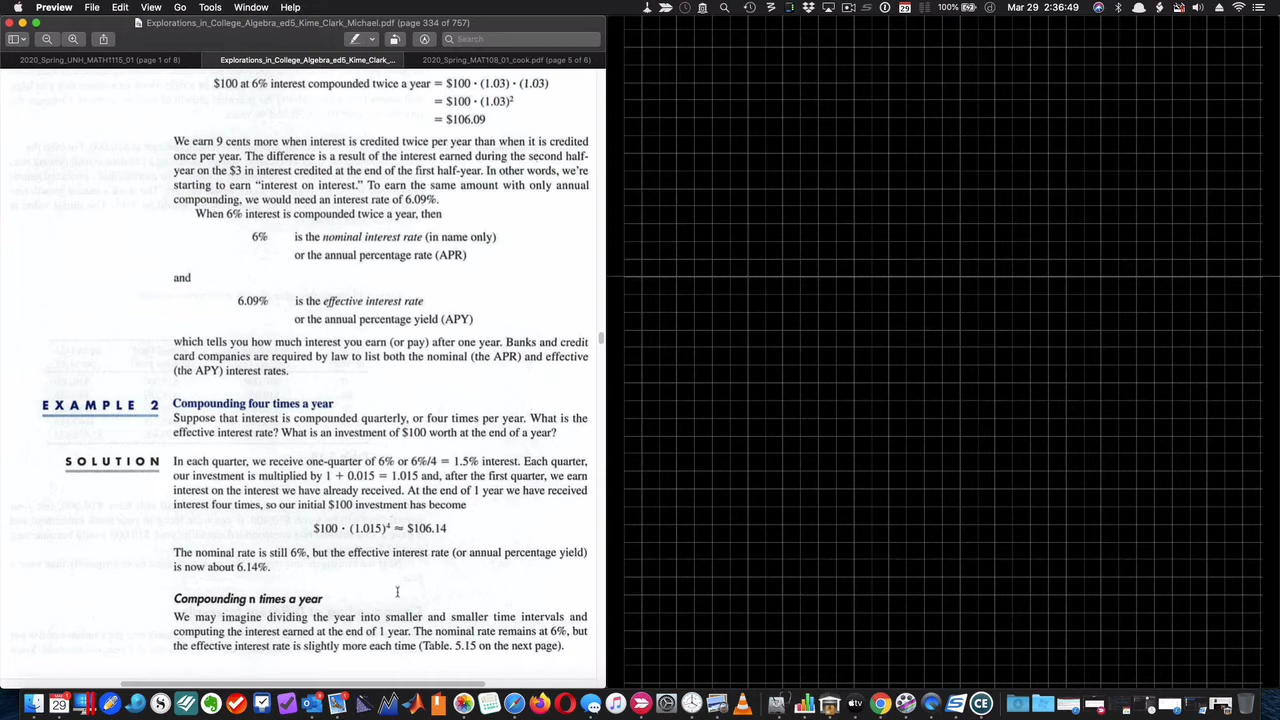 Preview File Edit View Go Tools Window Help
100% Mar 29 2:36:49
Explorations_in_College_Algebra_ed5_Kime_Clark_Michael.pdf (page 334 of 757)
Search
2020_Spring_UNH_MATH1115_01 (page 1 of 8) Explorations_in_College_Algebra_ed5_Kime_Clark_... 2020_Spring_MAT108_01_cook.pdf (page 5 of 6)
$100 at 6% interest compounded twice a year = $100 · (1.03) · (1.03)
= $100 · (1.03)²
= $106.09
We earn 9 cents more when interest is credited twice per year than when it is credited
once per year. The difference is a result of the interest earned during the second half-
year on the $3 in interest credited at the end of the first half-year. In other words, we're
starting to earn "interest on interest." To earn the same amount with only annual
compounding, we would need an interest rate of 6.09%.
When 6% interest is compounded twice a year, then
6% is the nominal interest rate (in name only)
or the annual percentage rate (APR)
and
6.09% is the effective interest rate
or the annual percentage yield (APY)
which tells you how much interest you earn (or pay) after one year. Banks and credit
card companies are required by law to list both the nominal (the APR) and effective
(the APY) interest rates.
EXAMPLE 2 Compounding four times a year
Suppose that interest is compounded quarterly, or four times per year. What is the
effective interest rate? What is an investment of $100 worth at the end of a year?
SOLUTION In each quarter, we receive one-quarter of 6% or 6%/4 = 1.5% interest. Each quarter,
our investment is multiplied by 1 + 0.015 = 1.015 and, after the first quarter, we earn
interest on the interest we have already received. At the end of 1 year we have received
interest four times, so our initial $100 investment has become
$100 · (1.015)⁴ ≈ $106.14
The nominal rate is still 6%, but the effective interest rate (or annual percentage yield)
is now about 6.14%.
Compounding n times a year
We may imagine dividing the year into smaller and smaller time intervals and
computing the interest earned at the end of 1 year. The nominal rate remains at 6%, but
the effective interest rate is slightly more each time (Table. 5.15 on the next page).